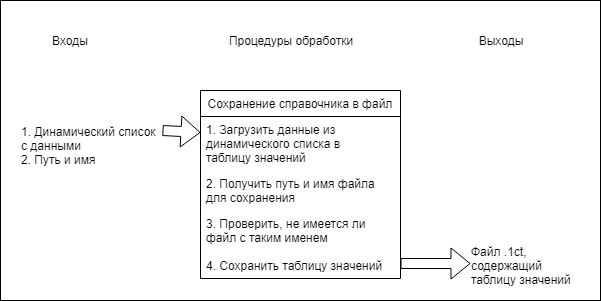 Входы
Процедуры обработки
Выходы
Сохранение справочника в файл
1. Динамический список
с данными
2. Путь и имя
1. Загрузить данные из
динамического списка в
таблицу значений
2. Получить путь и имя файла
для сохранения
3. Проверить, не имеется ли
файл с таким именем
4. Сохранить таблицу значений
Файл .1ct,
содержащий
таблицу значений